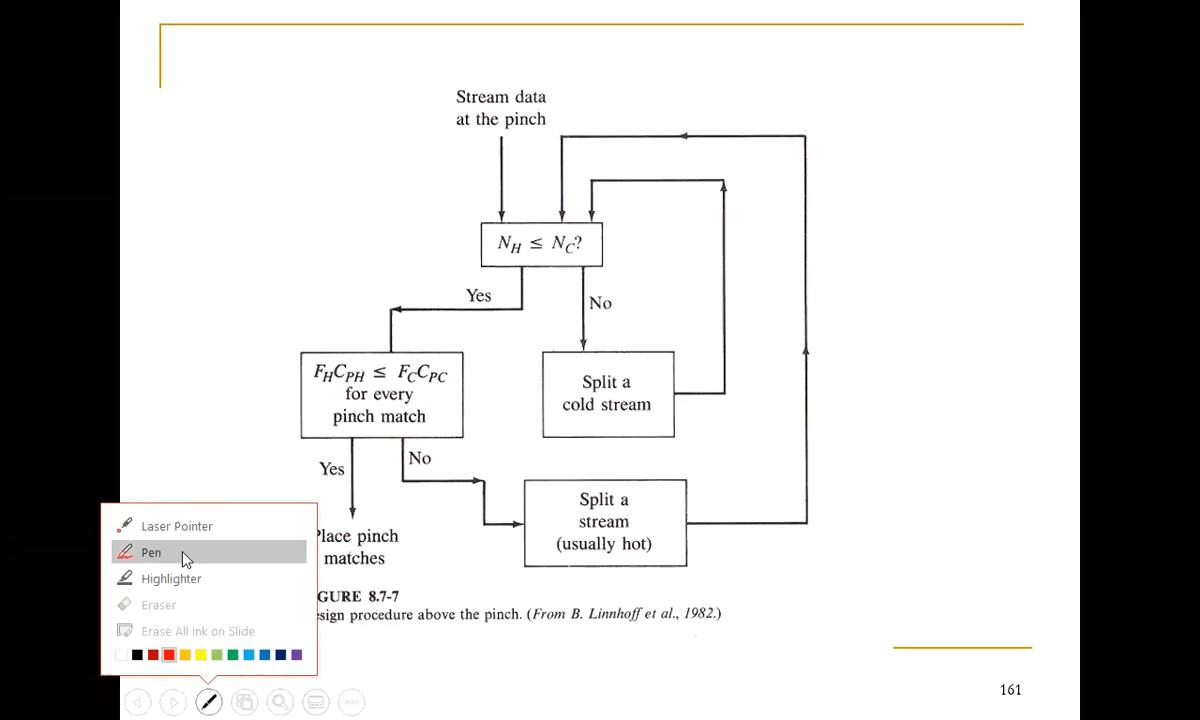 Stream data
at the pinch
N_H ≤ N_C?
Yes
No
F_H C_PH ≤ F_C C_PC
for every
pinch match
Split a
cold stream
Yes
No
Split a
stream
(usually hot)
lace pinch
matches
GURE 8.7-7
sign procedure above the pinch. (From B. Linnhoff et al., 1982.)
Laser Pointer
Pen
Highlighter
Eraser
Erase All Ink on Slide
161